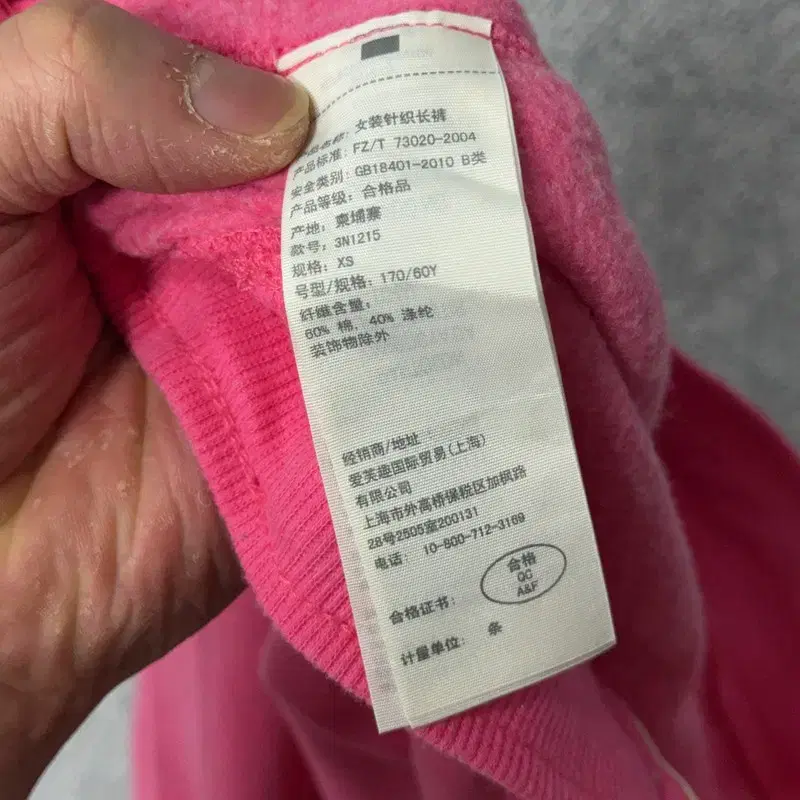 产品名称: 女装针织长裤
产品标准: FZ/T 73020-2004
安全类别: GB18401-2010 B类
产品等级: 合格品
产地: 柬埔寨
款号: 3N1215
规格: XS
号型/规格: 170/60Y
纤维含量:
60% 棉, 40% 涤纶
装饰物除外
经销商/地址:
爱芙趣国际贸易(上海)
有限公司
上海市外高桥保税区加枫路
28号2505室200131
电话: 10-800-712-3169
合格证书:
合格
QC
A&F
计量单位: 条